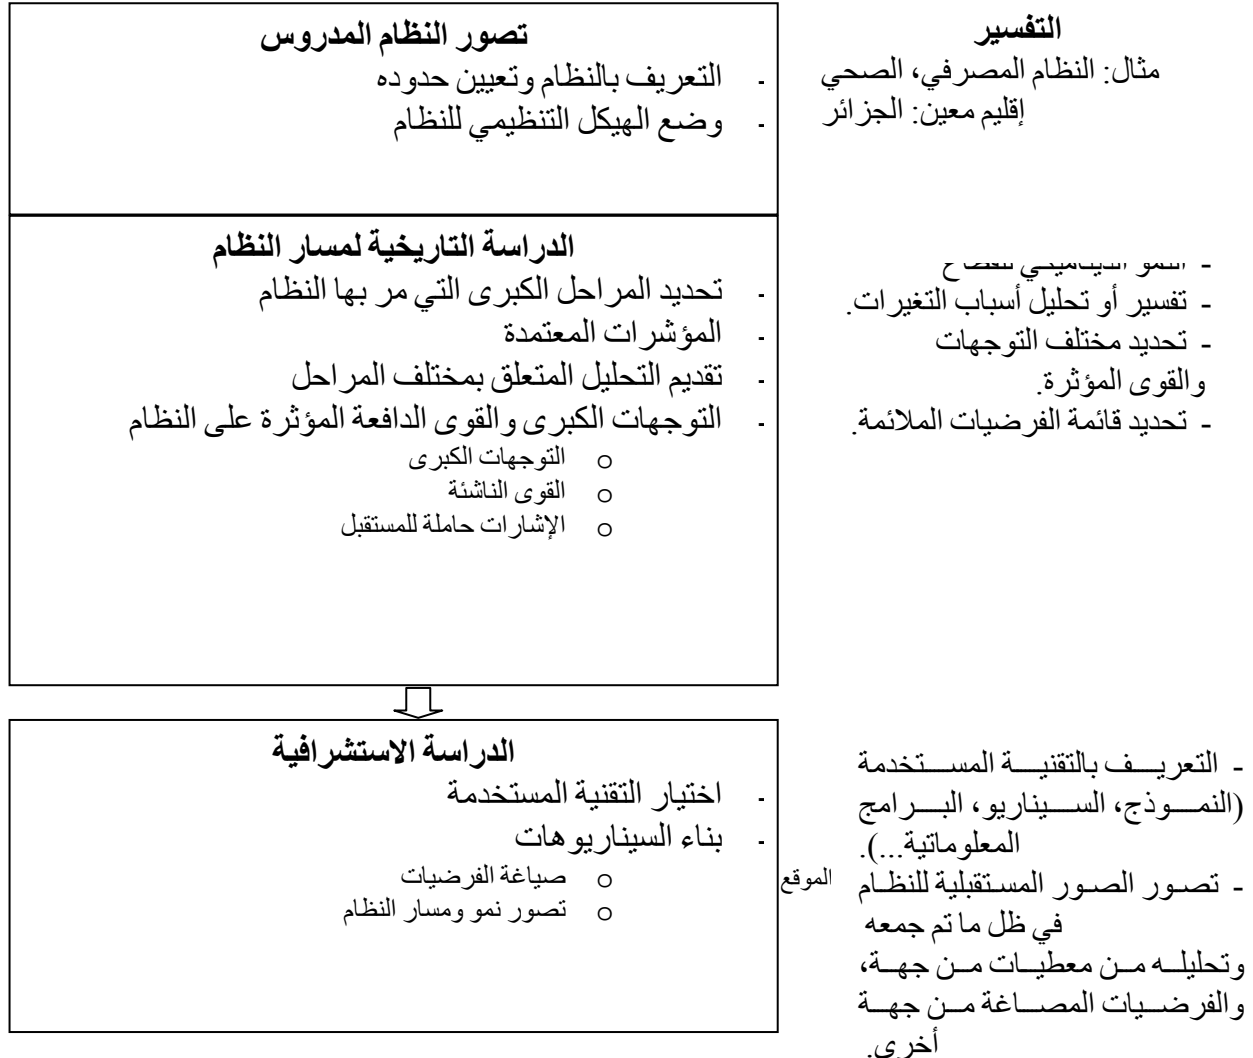 تصور النظام المدروس
- التعريف بالنظام وتعيين حدوده
- وضع الهيكل التنظيمي للنظام
التفسير
مثال: النظام المصرفي، الصحي
إقليم معين: الجزائر
الدراسة التاريخية لمسار النظام
- تحديد المراحل الكبرى التي مر بها النظام
- المؤشرات المعتمدة
- تقديم التحليل المتعلق بمختلف المراحل
- التوجهات الكبرى والقوى الدافعة المؤثرة على النظام
o التوجهات الكبرى
o القوى الناشئة
o الإشارات حاملة للمستقبل
- النمو الديناميكي للقطاع
- تفسير أو تحليل أسباب التغيرات.
- تحديد مختلف التوجهات
والقوى المؤثرة.
- تحديد قائمة الفرضيات الملائمة.
الدراسة الاستشرافية
- اختيار التقنية المستخدمة
- بناء السيناريوهات
o صياغة الفرضيات
o تصور نمو ومسار النظام
الموقع
- التعريف بالتقنية المستخدمة
(النموذج، السيناريو، البرامج
المعلوماتية...).
- تصور الصور المستقبلية للنظام
في ظل ما تم جمعه
وتحليله من معطيات من جهة،
والفرضيات المصاغة من جهة
أخرى.